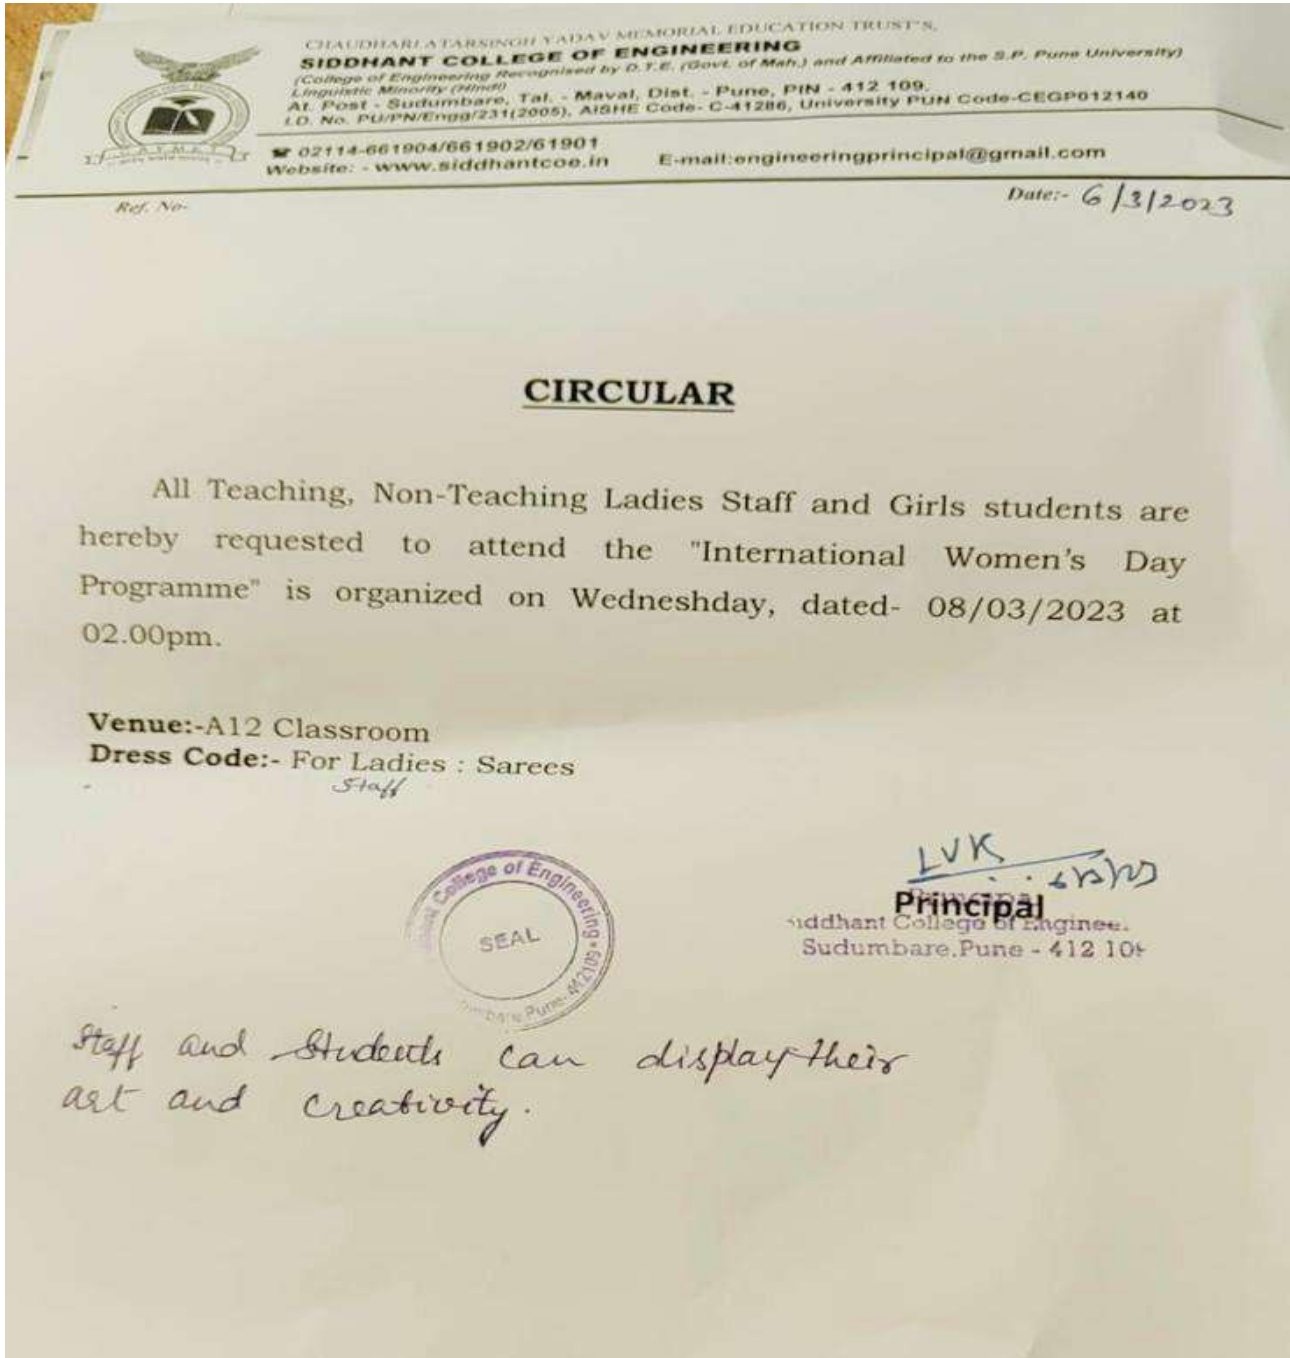 CHAUDHARI ATARSINGH YADAV MEMORIAL EDUCATION TRUST'S,
SIDDHANT COLLEGE OF ENGINEERING
(College of Engineering Recognised by D.T.E. (Govt. of Mah.) and Affiliated to the S.P. Pune University)
Linguistic Minority (Hindi)
At. Post - Sudumbare, Tal. - Maval, Dist. - Pune, PIN - 412 109.
I.D. No. PU/PN/Engg/231(2005), AISHE Code- C-41286, University PUN Code-CEGP012140
☎ 02114-661904/661902/61901
Website: - www.siddhantcoe.in E-mail:engineeringprincipal@gmail.com
Ref. No- Date:- 6/3/2023
CIRCULAR
All Teaching, Non-Teaching Ladies Staff and Girls students are
hereby requested to attend the "International Women's Day
Programme" is organized on Wedneshday, dated- 08/03/2023 at
02.00pm.
Venue:-A12 Classroom
Dress Code:- For Ladies : Sarees
Staff
College of Engineering
SEAL
Pune- 412109
LVK
Principal
College of
Sudumbare,Pune - 412
Staff and Students can display their
art and creativity.